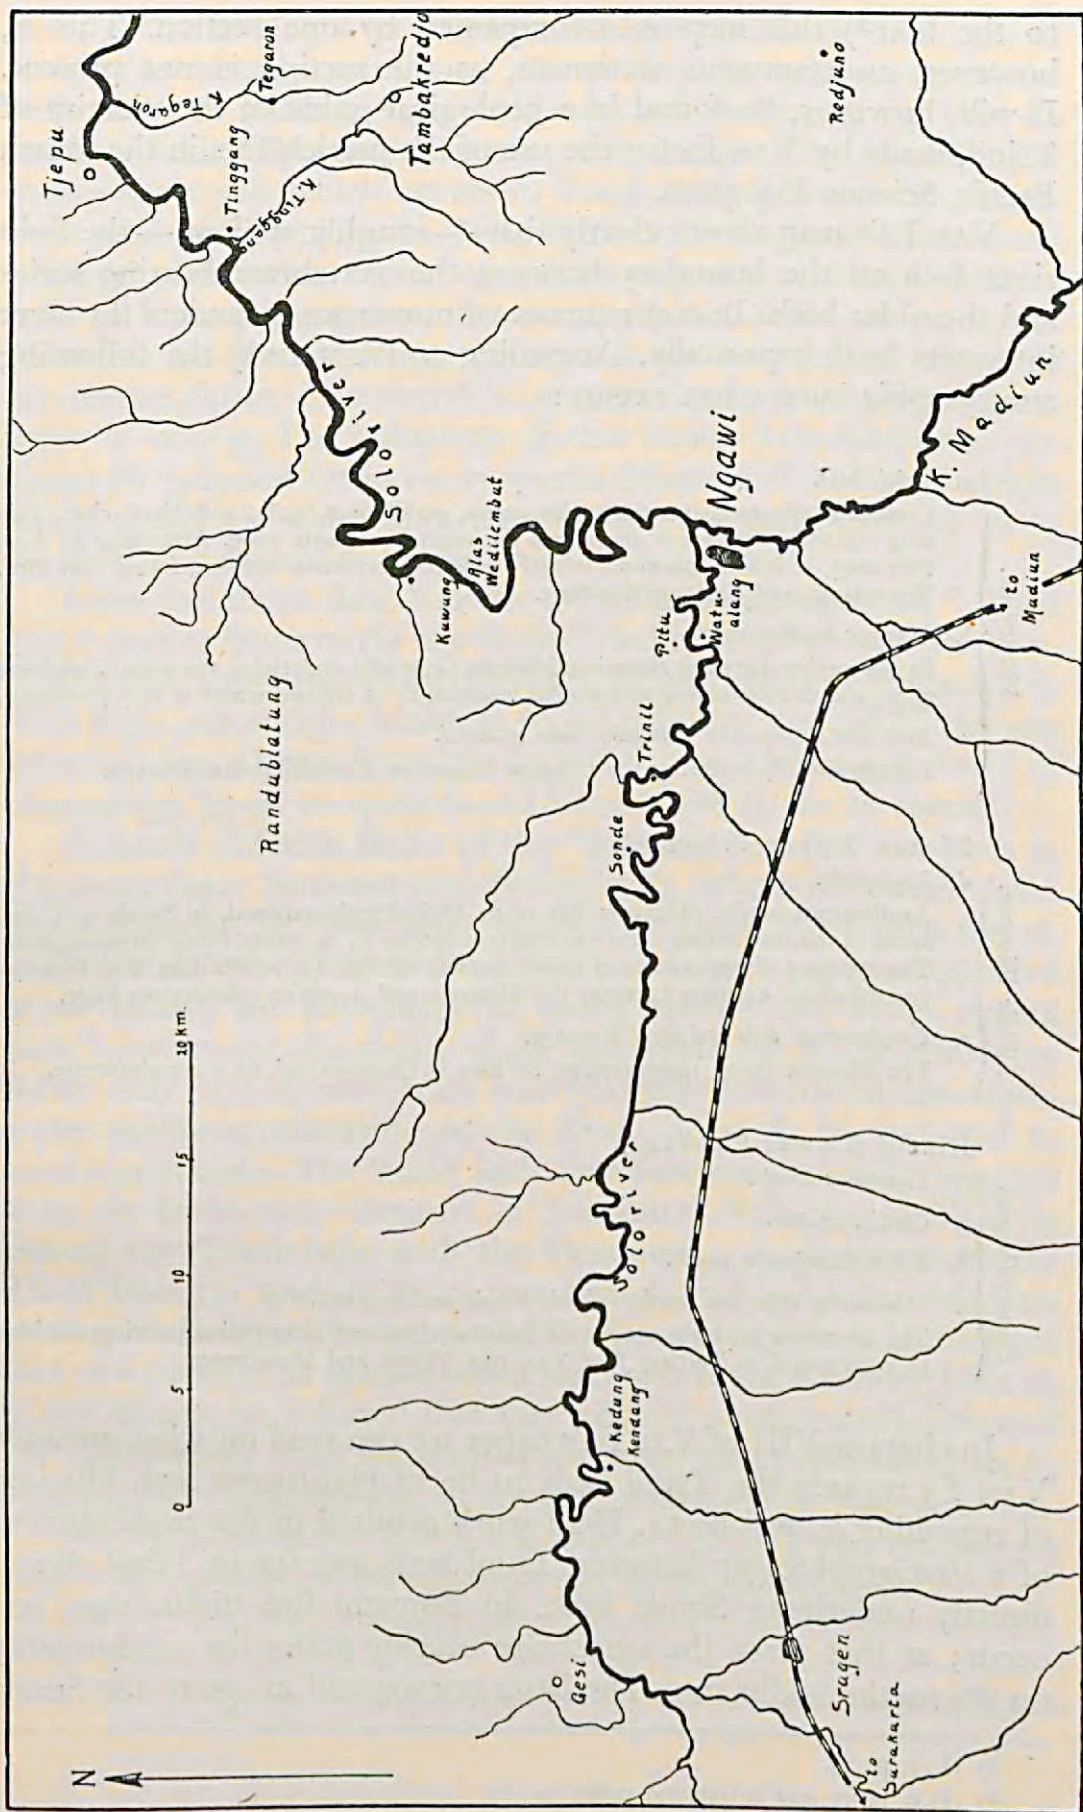 Tjepu
N
0 5 10 15 20 km.
K. Tegaron
Tinggang
Tegaron
Randublatung
K. Tinggang
Solo river
Tambakredjo
Kuwung
Alas
Wedilembut
Gesi
Kedung
Kendang
Solo river
Sonde
Trinil
Pitu
Watu-
alang
Ngawi
Redjuno
Sragen
to
Surakarta
K. Madiun
to
Madiun